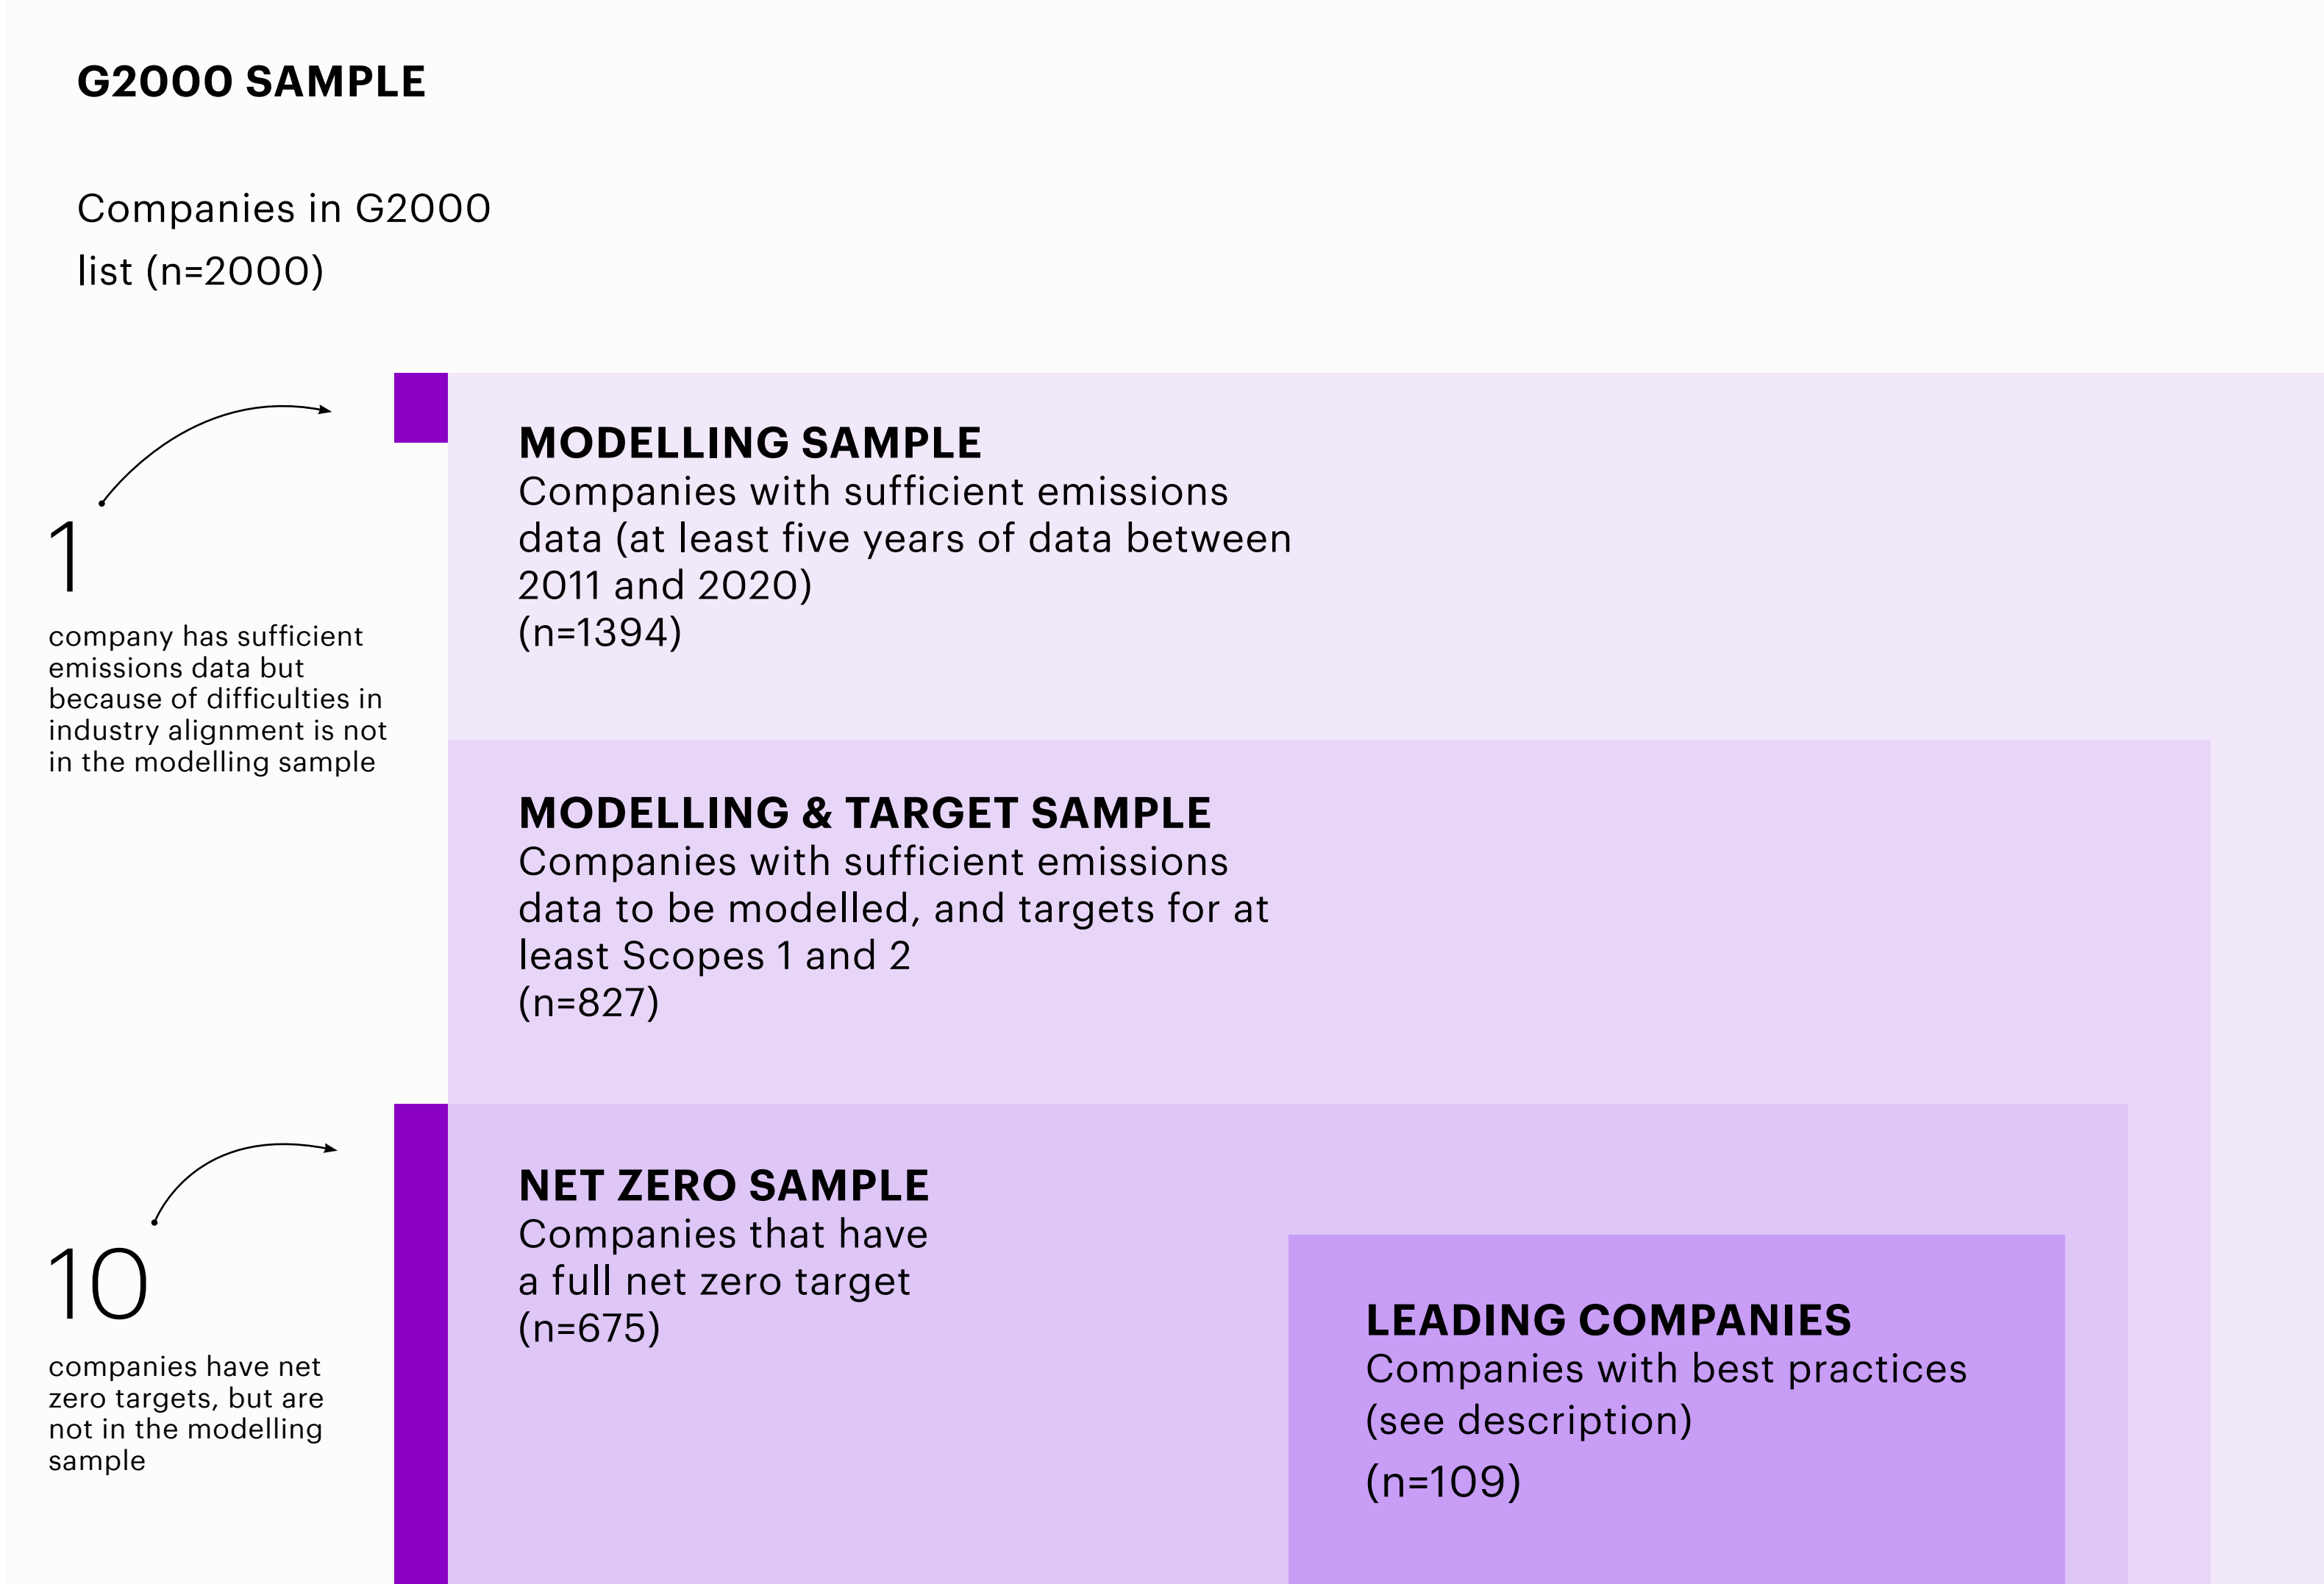 G2000 SAMPLE
Companies in G2000
list (n=2000)
1
company has sufficient
emissions data but
because of difficulties in
industry alignment is not
in the modelling sample
MODELLING SAMPLE
Companies with sufficient emissions
data (at least five years of data between
2011 and 2020)
(n=1394)
MODELLING & TARGET SAMPLE
Companies with sufficient emissions
data to be modelled, and targets for at
least Scopes 1 and 2
(n=827)
10
companies have net
zero targets, but are
not in the modelling
sample
NET ZERO SAMPLE
Companies that have
a full net zero target
(n=675)
LEADING COMPANIES
Companies with best practices
(see description)
(n=109)